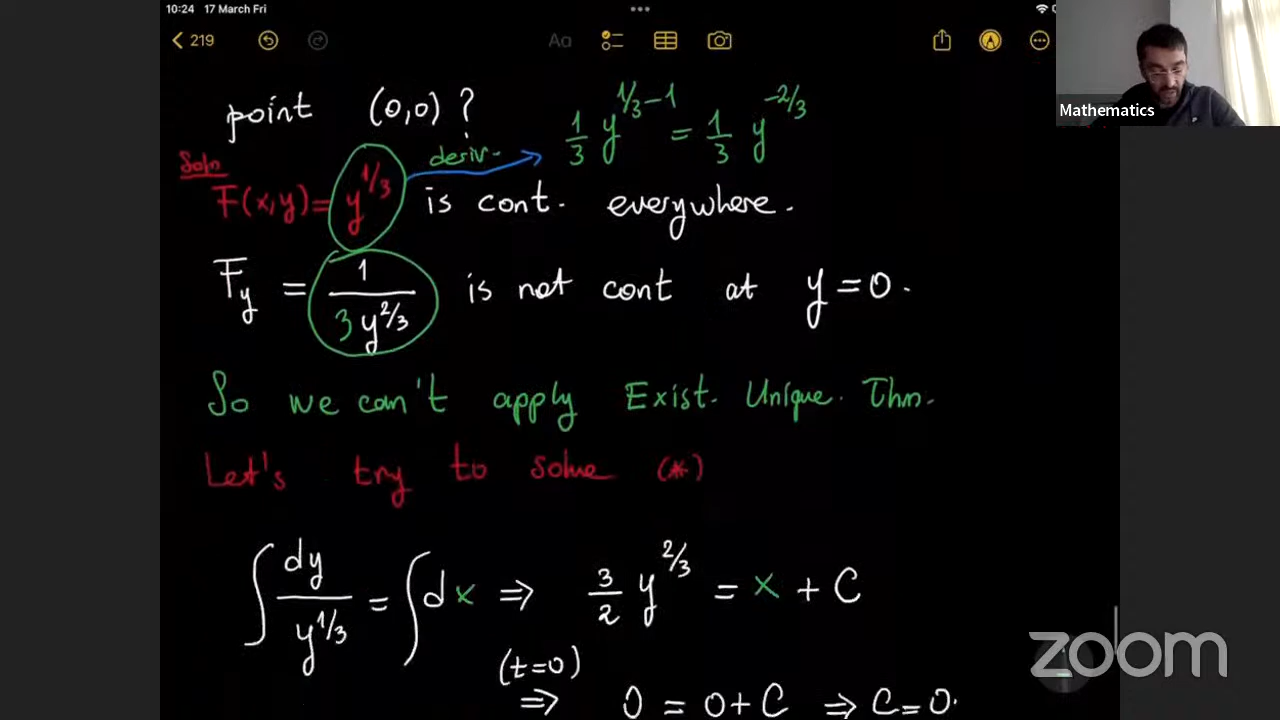 10:24 17 March Fri
219
Aa
Mathematics
point (0,0) ?
1/3 y^{1/3-1} = 1/3 y^{-2/3}
Soln
deriv.
F(x,y) = y^{1/3} is cont. everywhere.
F_y = 1/(3y^{2/3}) is not cont at y=0.
So we can't apply Exist. Unique. Thm.
Let's try to solve (*)
∫ dy/y^{1/3} = ∫ dx ⇒ 3/2 y^{2/3} = x + C
(t=0)
⇒ 0 = 0+C ⇒ C=0.
zoom